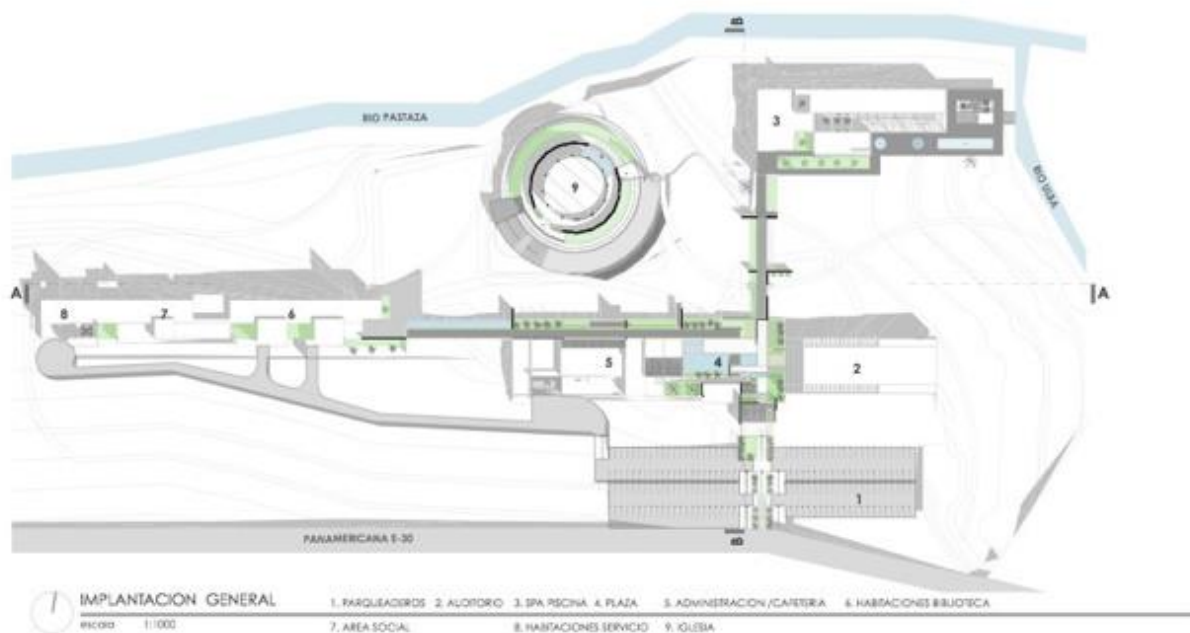 B
RIO PASTAZA
3
9
RIO ULBA
A
A
8
7
6
5
4
2
1
PANAMERICANA E-30
B
IMPLANTACION GENERAL
escala 1:1000
1. PARQUEADEROS 2. AUDITORIO 3. SPA PISCINA 4. PLAZA 5. ADMINISTRACION /CAFETERIA 6. HABITACIONES BIBLIOTECA
7. AREA SOCIAL 8. HABITACIONES SERVICIO 9. IGLESIA